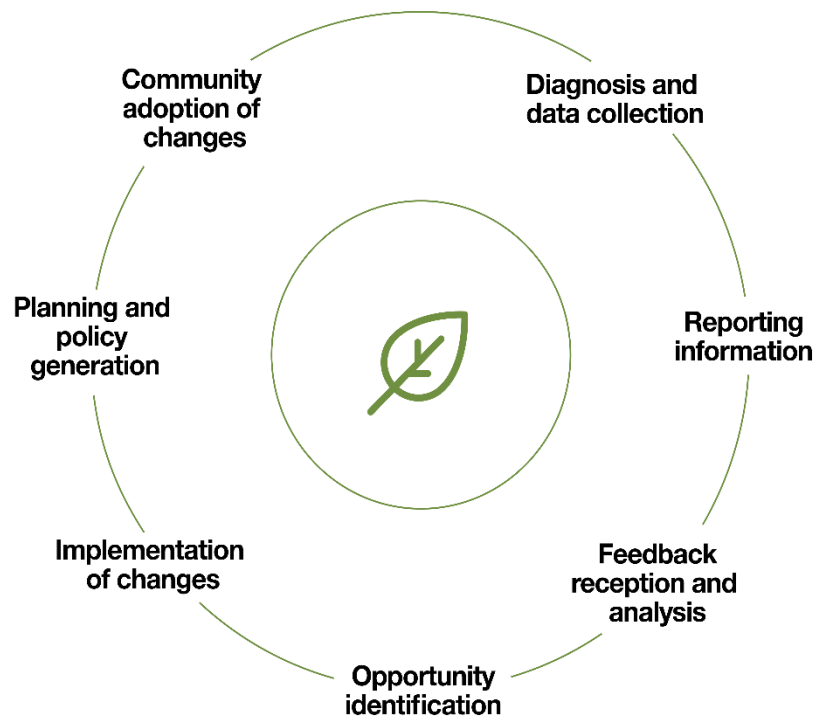 Diagnosis and
data collection
Reporting
information
Feedback
reception and
analysis
Opportunity
identification
Implementation
of changes
Planning and
policy
generation
Community
adoption of
changes